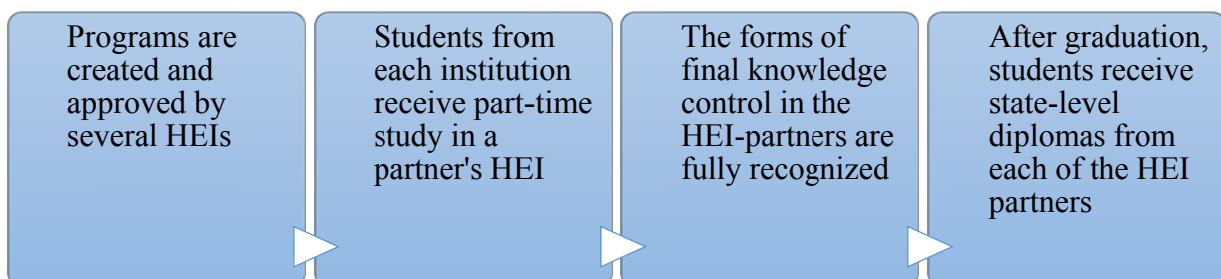 Programs are
created and
approved by
several HEIs
Students from
each institution
receive part-time
study in a
partner's HEI
The forms of
final knowledge
control in the
HEI-partners are
fully recognized
After graduation,
students receive
state-level
diplomas from
each of the HEI
partners